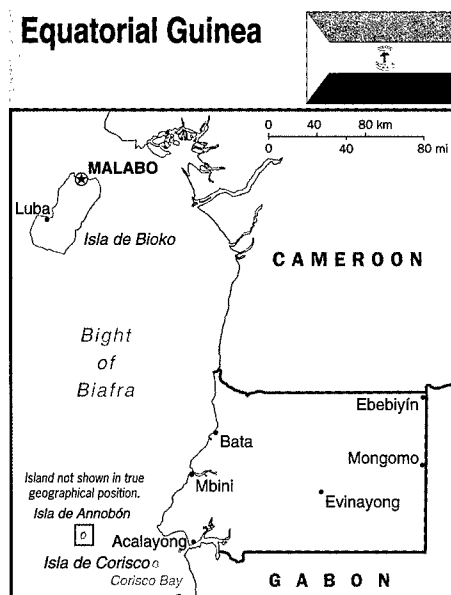 Equatorial Guinea
0 40 80 km
0 40 80 mi
MALABO
Luba
Isla de Bioko
CAMEROON
Bight
of
Biafra
Ebebiyín
Bata
Mongomo
Island not shown in true
geographical position.
Mbini
Evinayong
Isla de Annobón
Acalayong
Isla de Corisco
Corisco Bay
GABON